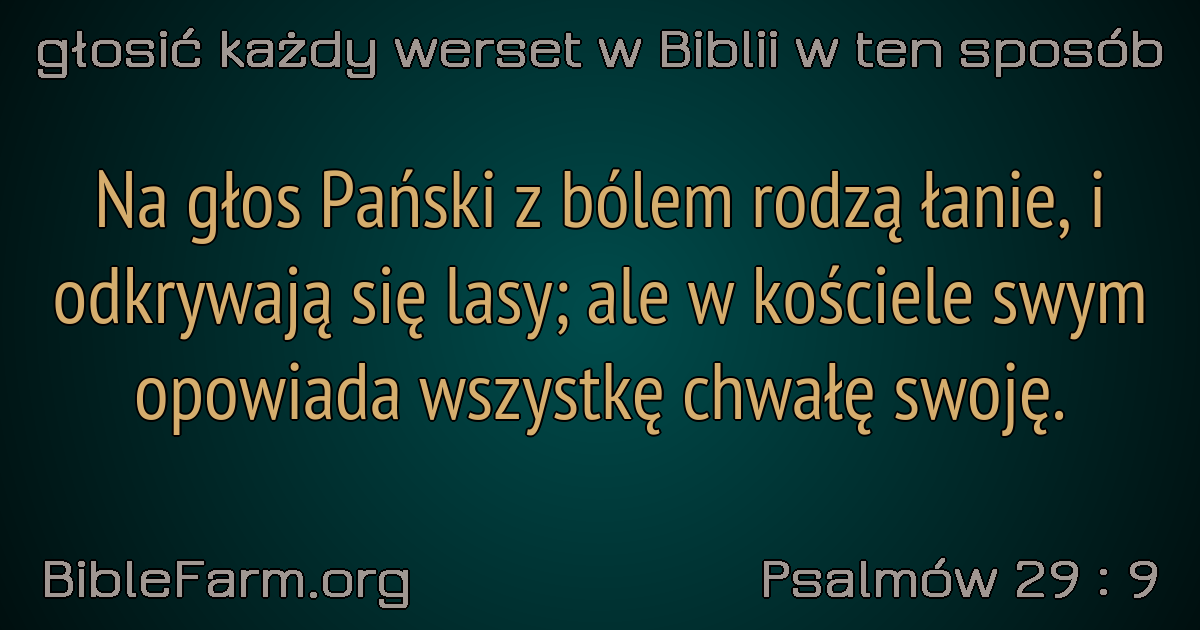 głosić każdy werset w Biblii w ten sposób
Na głos Pański z bólem rodzą łanie, i
odkrywają się lasy; ale w kościele swym
opowiada wszystkę chwałę swoję.
BibleFarm.org
Psalmów 29 : 9